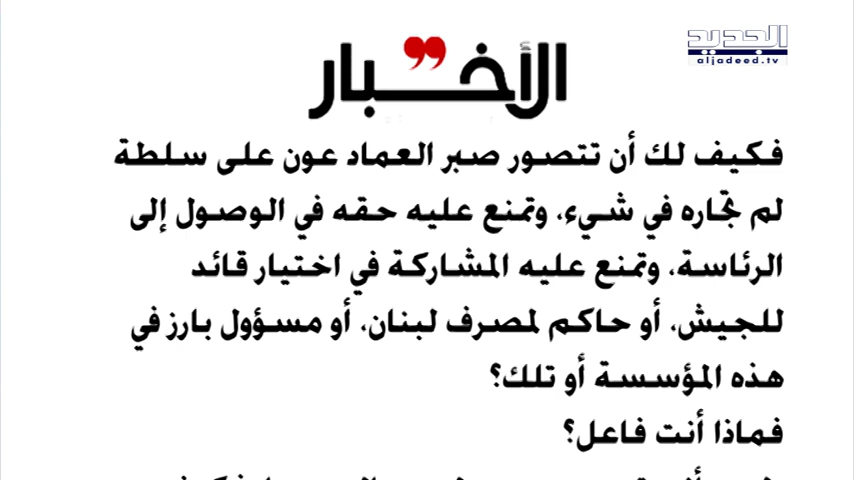 الجديد
aljadeed.tv
الأخبار
فكيف لك أن تتصور صبر العماد عون على سلطة
لم تجاره في شيء، وتمنع عليه حقه في الوصول إلى
الرئاسة، وتمنع عليه المشاركة في اختيار قائد
للجيش، أو حاكم لمصرف لبنان، أو مسؤول بارز في
هذه المؤسسة أو تلك؟
فماذا أنت فاعل؟